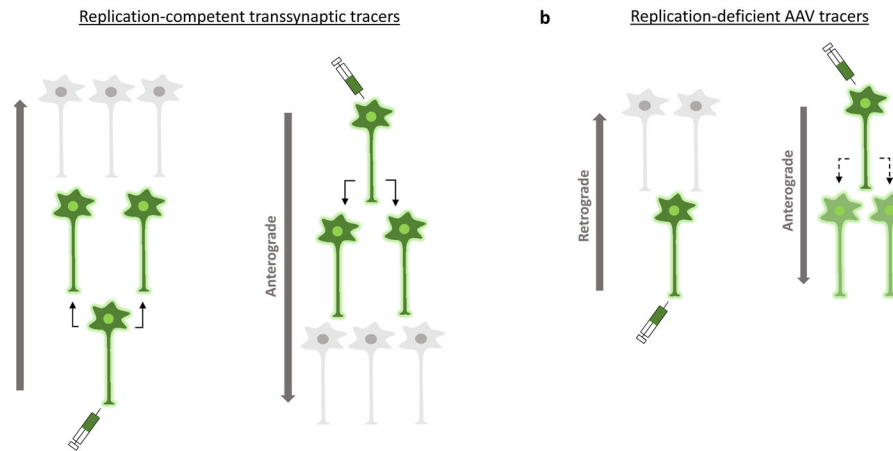 Replication-competent transsynaptic tracers
Anterograde
b
Replication-deficient AAV tracers
Retrograde
Anterograde